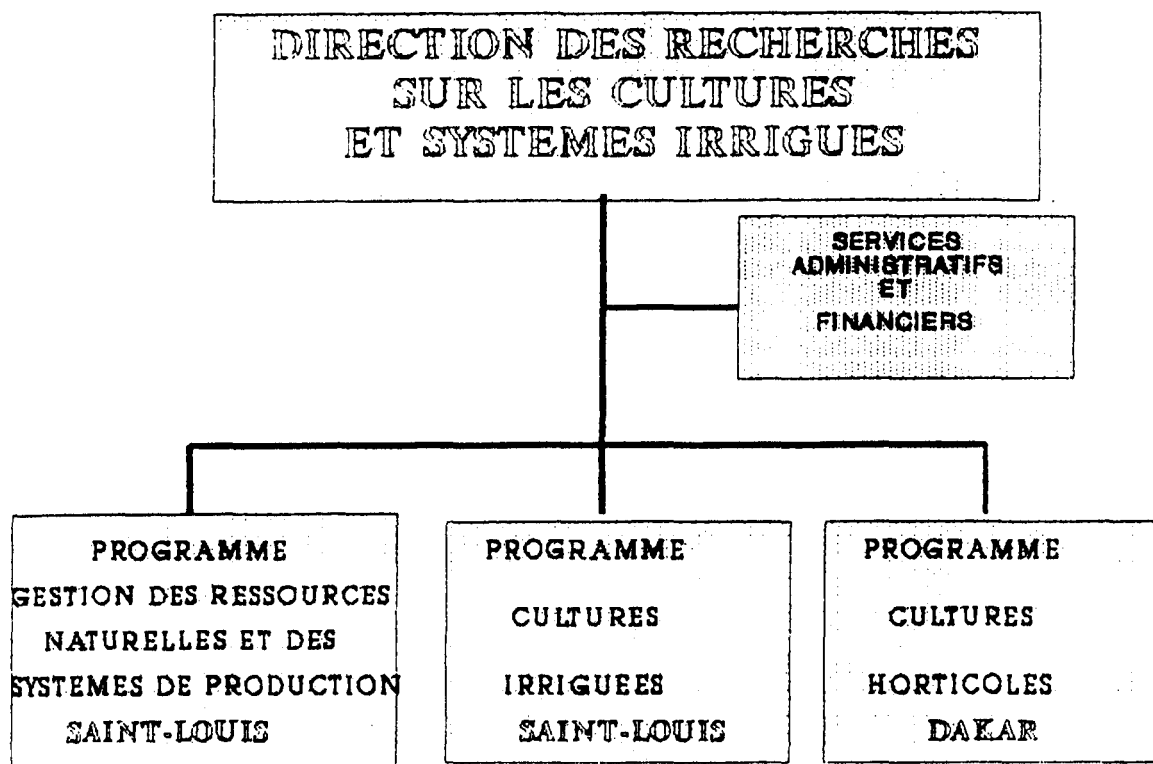 DIRECTION DES RECHERCHES
SUR LES CULTURES
ET SYSTEMES IRRIGUES
SERVICES
ADMINISTRATIFS
ET
FINANCIERS
PROGRAMME
GESTION DES RESSOURCES
NATURELLES ET DES
SYSTEMES DE PRODUCTION
SAINT-LOUIS
PROGRAMME
CULTURES
IRRIGUEES
SAINT-LOUIS
PROGRAMME
CULTURES
HORTICOLES
DAKAR